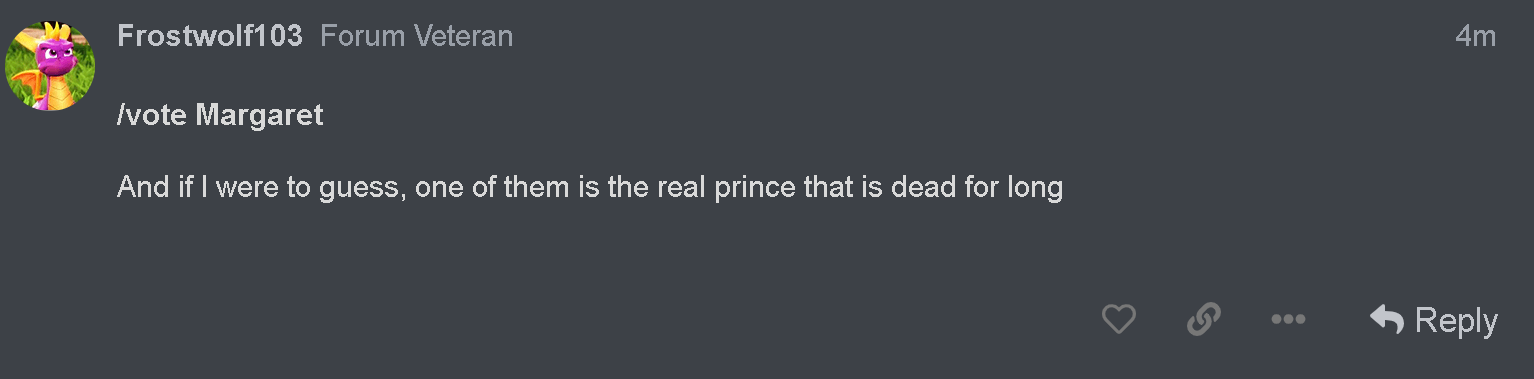 Frostwolf103 Forum Veteran 4m
/vote Margaret
And if I were to guess, one of them is the real prince that is dead for long
Reply